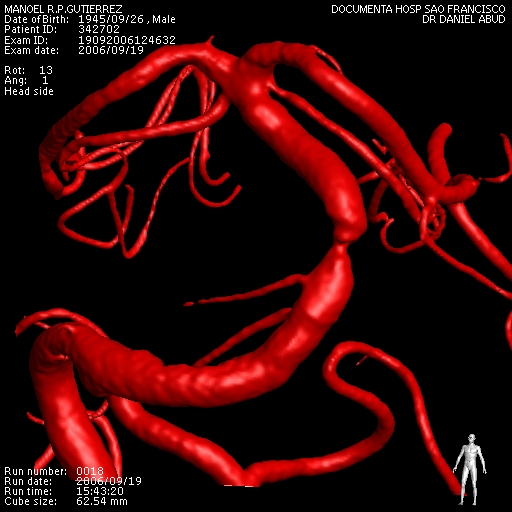 MANOEL R.P.GUTIERREZ
Date of Birth: 1945/09/26 , Male
Patient ID: 342702
Exam ID: 19092006124632
Exam date: 2006/09/19
DOCUMENTA HOSP SAO FRANCISCO
DR DANIEL ABUD
Rot: 13
Ang: 1
Head side
Run number: 0018
Run date: 2006/09/19
Run time: 15:43:20
Cube size: 62.54 mm